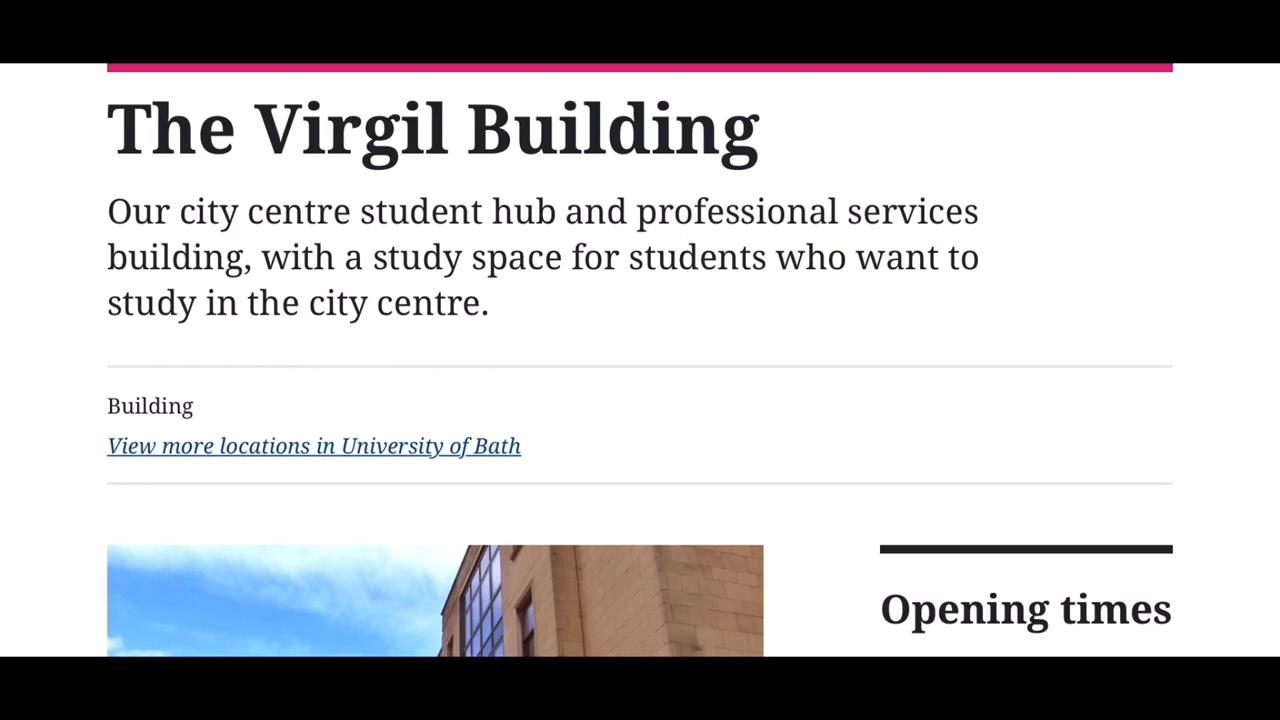 The Virgil Building
Our city centre student hub and professional services
building, with a study space for students who want to
study in the city centre.
Building
View more locations in University of Bath
Opening times